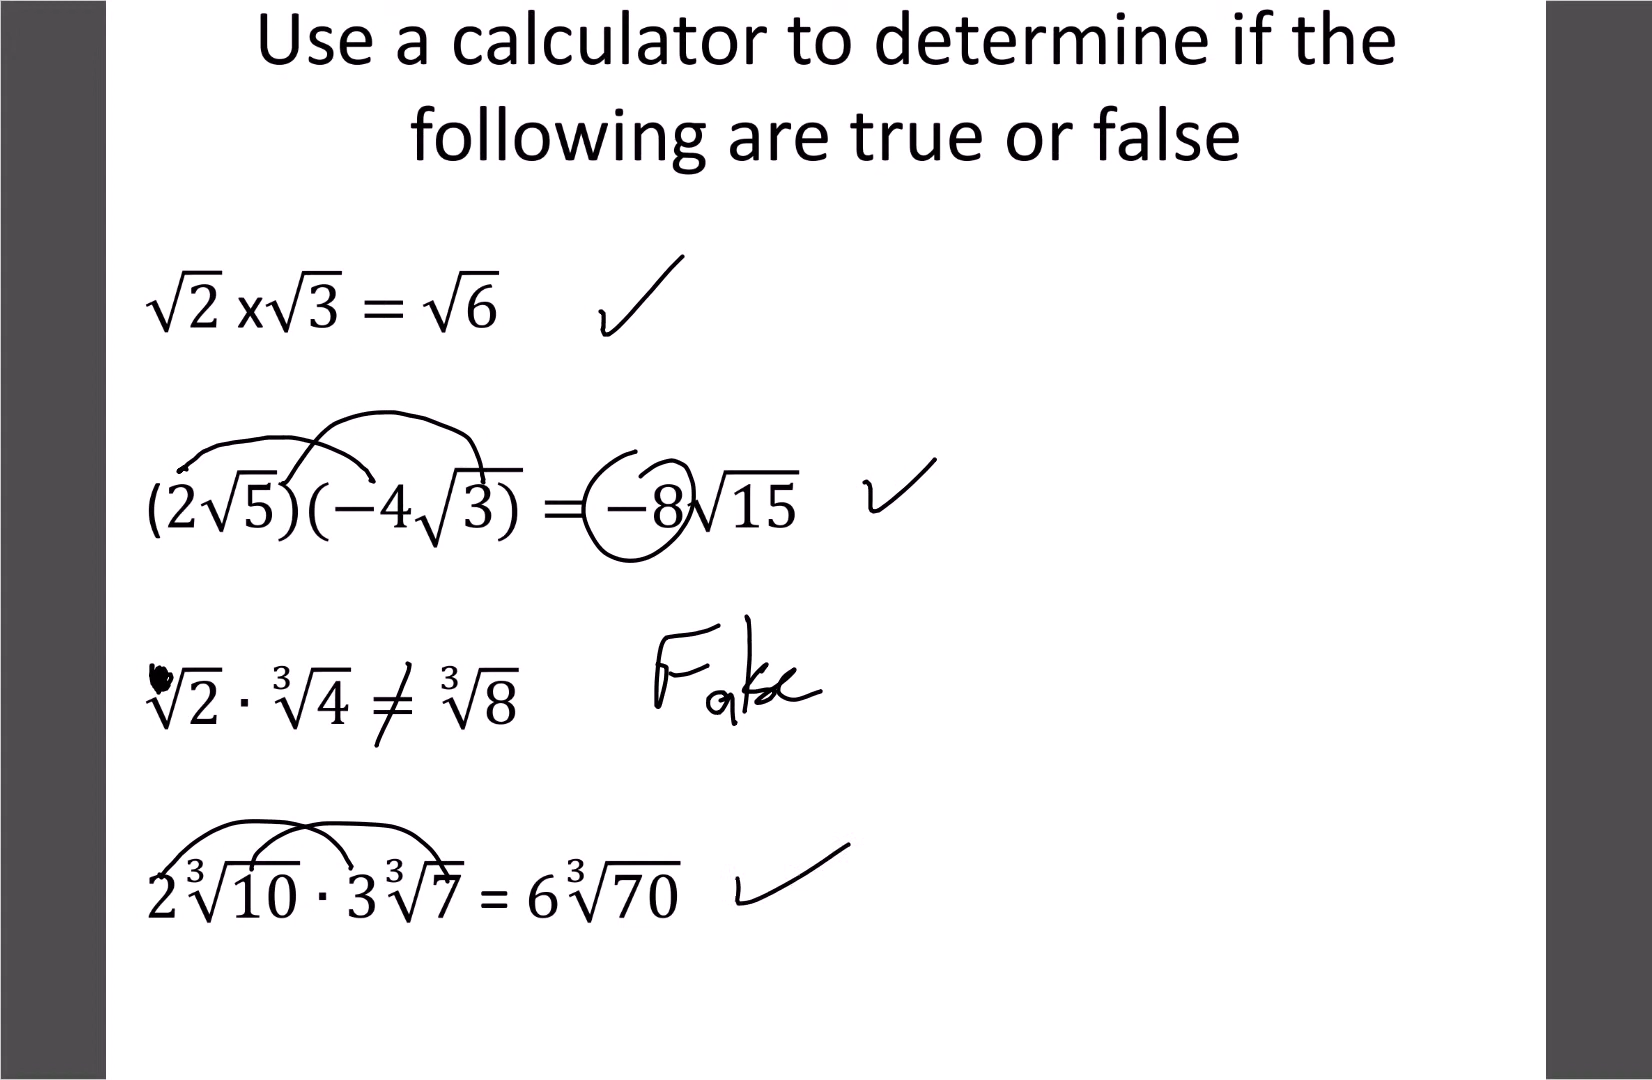 Use a calculator to determine if the
following are true or false
√2 x√3 = √6 ✓
(2√5)(−4√3) = −8√15 ✓
√2 · ∛4 ≠ ∛8 False
2∛10 · 3∛7 = 6∛70 ✓